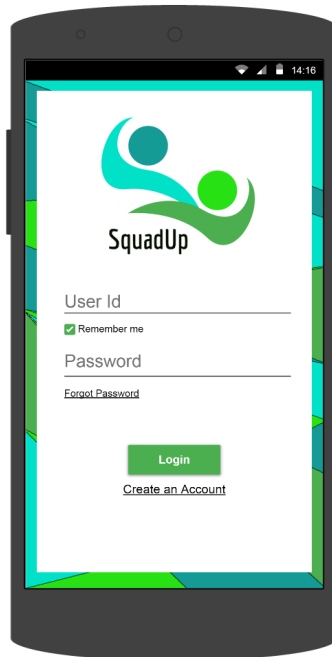 14:16
SquadUp
User Id
Remember me
Password
Forgot Password
Login
Create an Account